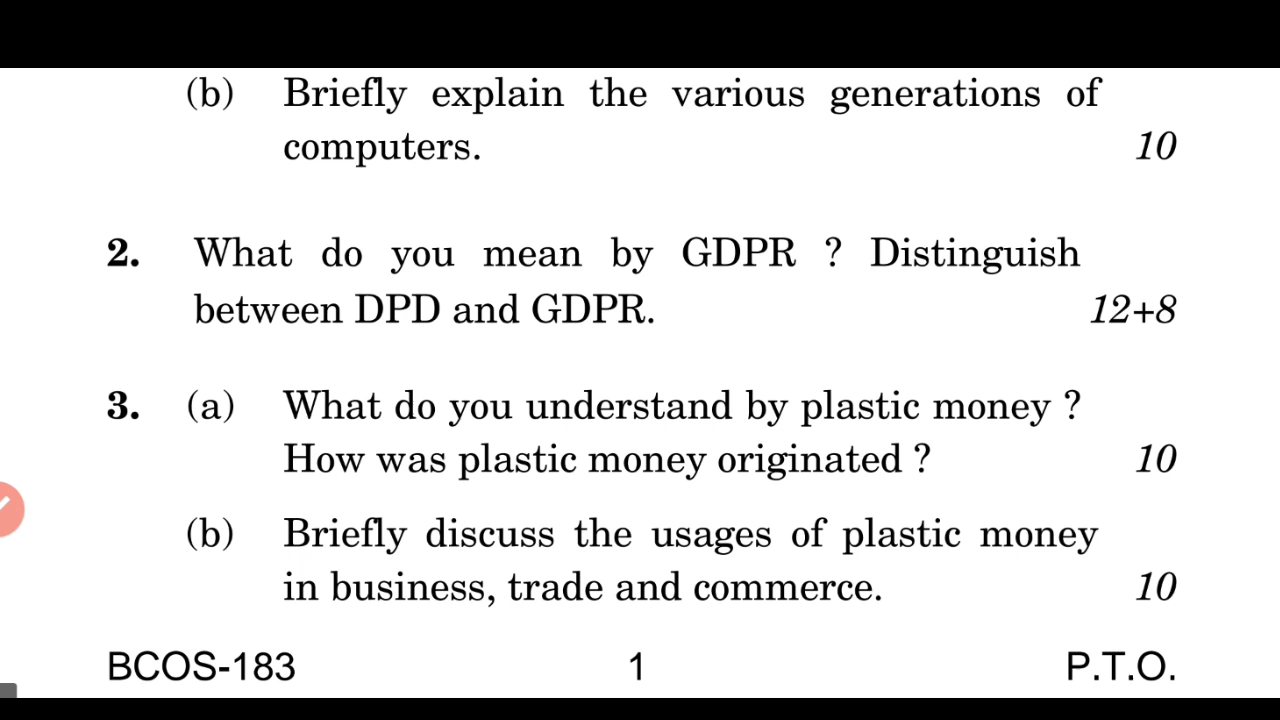 (b) Briefly explain the various generations of
computers. 10
2. What do you mean by GDPR ? Distinguish
between DPD and GDPR. 12+8
3. (a) What do you understand by plastic money ?
How was plastic money originated ? 10
(b) Briefly discuss the usages of plastic money
in business, trade and commerce. 10
BCOS-183 1 P.T.O.